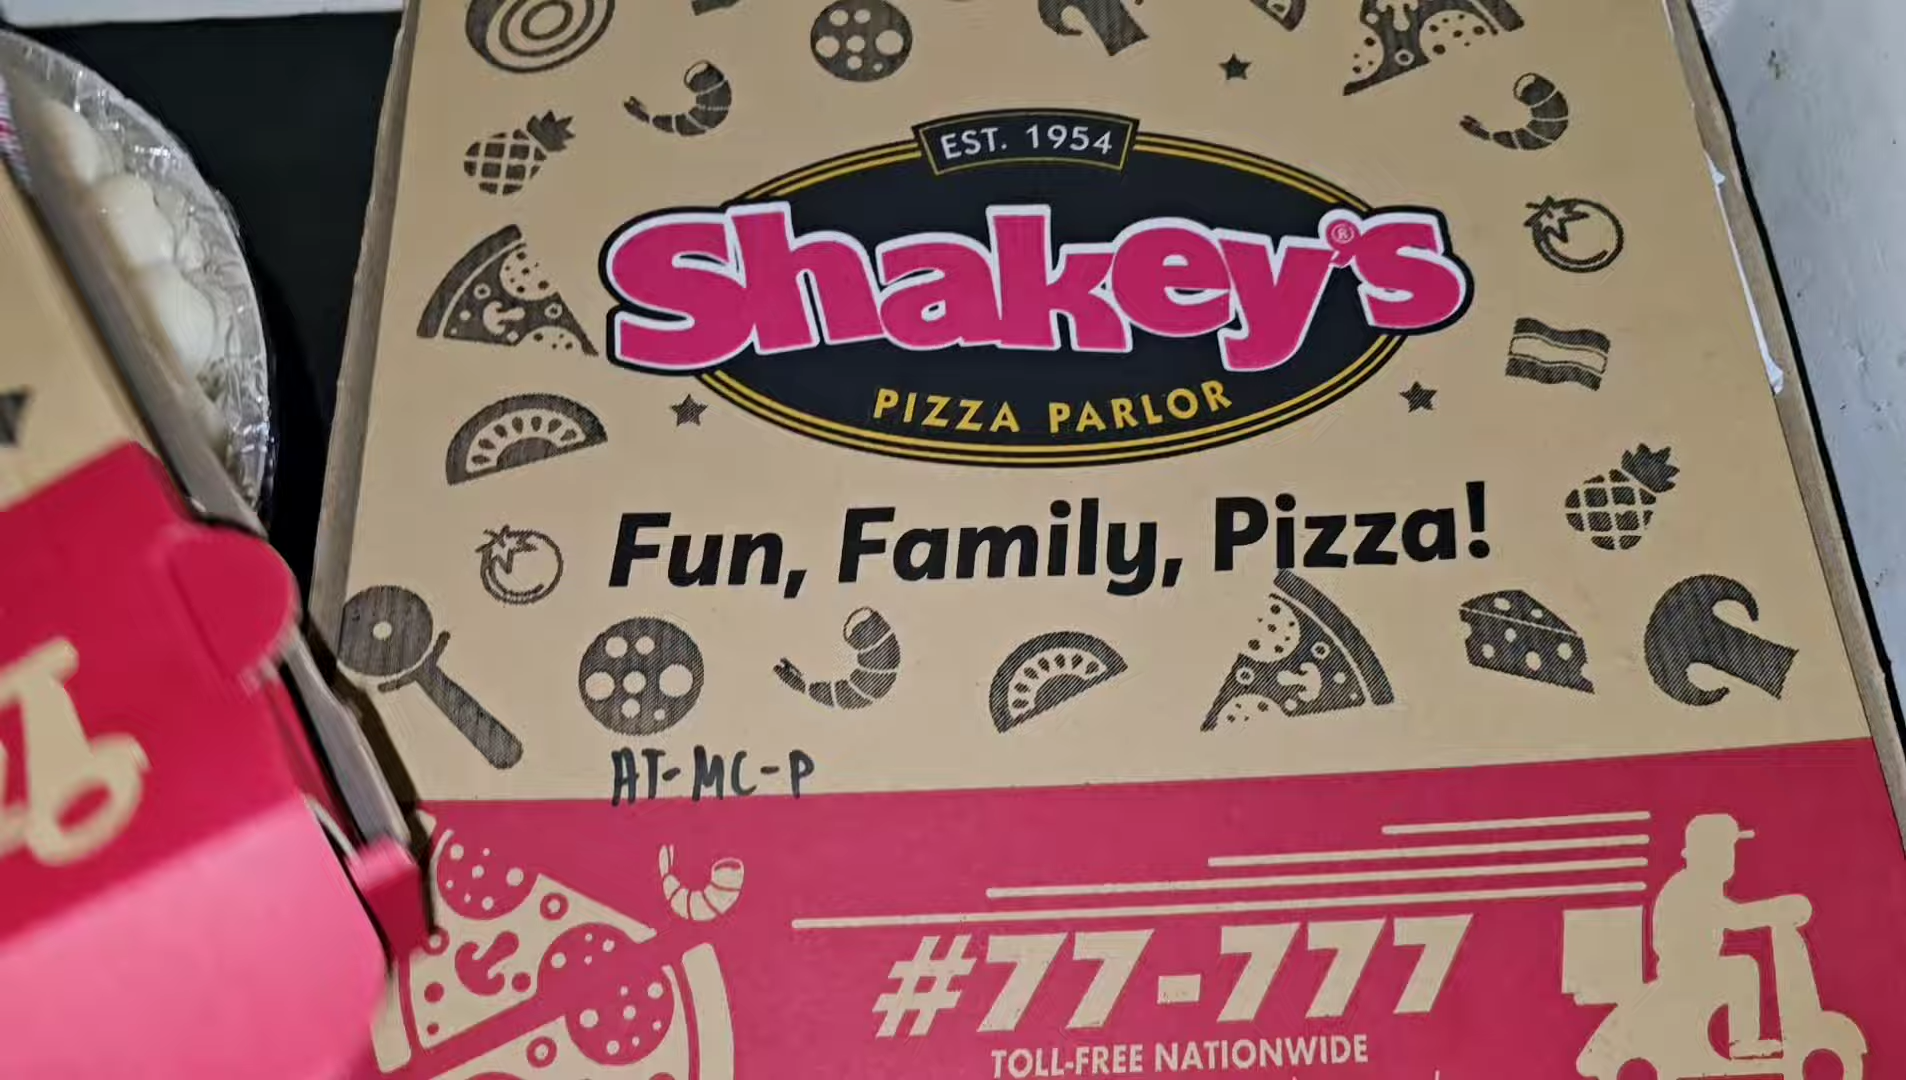 EST. 1954
Shakey's®
PIZZA PARLOR
Fun, Family, Pizza!
AT-MC-P
#77-777
TOLL-FREE NATIONWIDE